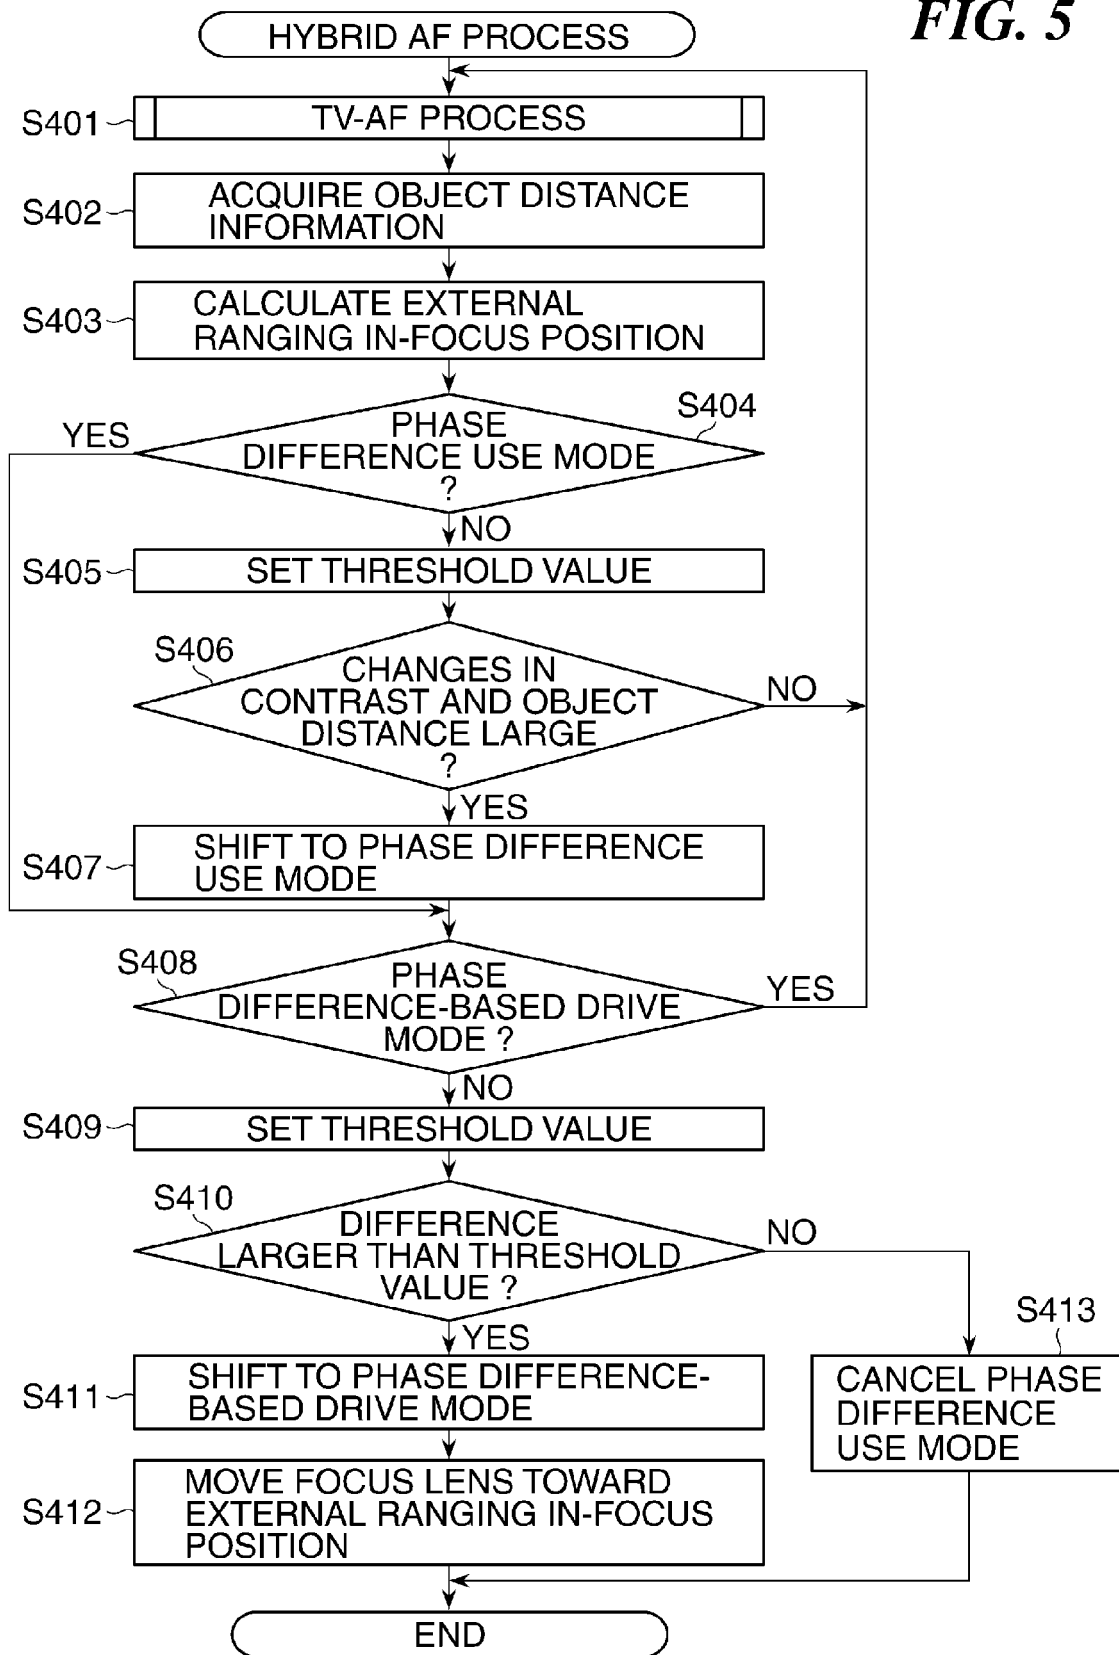 FIG. 5
HYBRID AF PROCESS
S401
TV-AF PROCESS
S402
ACQUIRE OBJECT DISTANCE
INFORMATION
S403
CALCULATE EXTERNAL
RANGING IN-FOCUS POSITION
S404
YES
PHASE
DIFFERENCE USE MODE
?
NO
S405
SET THRESHOLD VALUE
S406
CHANGES IN
CONTRAST AND OBJECT
DISTANCE LARGE
?
NO
YES
S407
SHIFT TO PHASE DIFFERENCE
USE MODE
S408
PHASE
DIFFERENCE-BASED DRIVE
MODE ?
YES
NO
S409
SET THRESHOLD VALUE
S410
DIFFERENCE
LARGER THAN THRESHOLD
VALUE ?
NO
YES
S411
SHIFT TO PHASE DIFFERENCE-
BASED DRIVE MODE
S413
CANCEL PHASE
DIFFERENCE
USE MODE
S412
MOVE FOCUS LENS TOWARD
EXTERNAL RANGING IN-FOCUS
POSITION
END